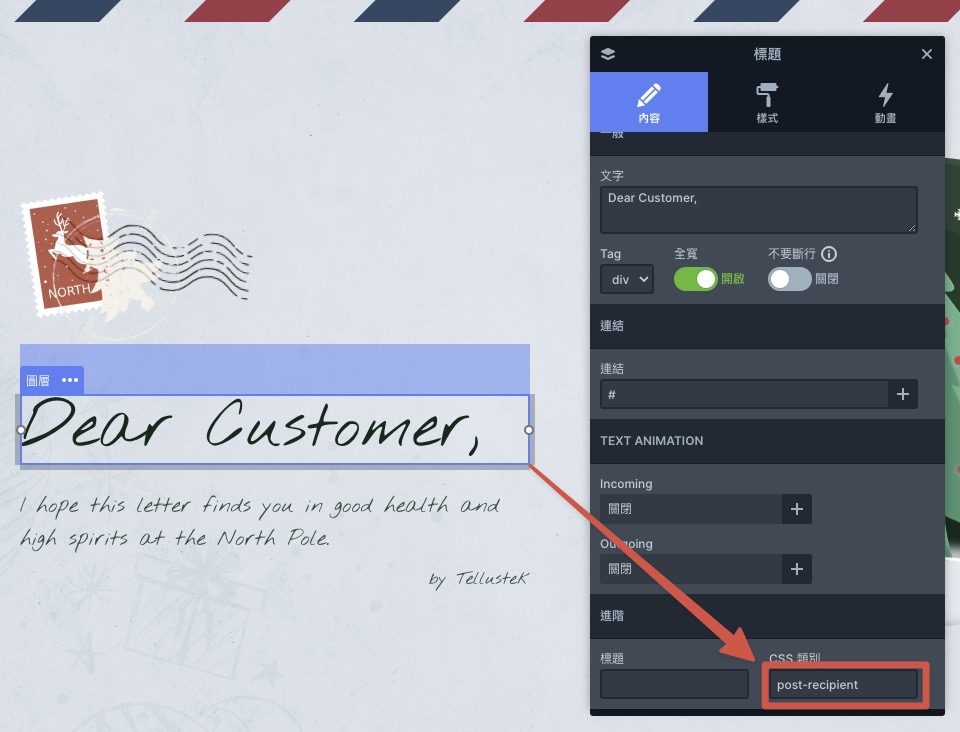 標題
內容
樣式
動畫
一般
文字
Dear Customer,
Tag
全寬
不要斷行
div
開啟
關閉
連結
連結
#
TEXT ANIMATION
Incoming
關閉
Outgoing
關閉
進階
標題
CSS 類別
post-recipient
NORTH
圖層
Dear Customer,
I hope this letter finds you in good health and
high spirits at the North Pole.
by Tellustek